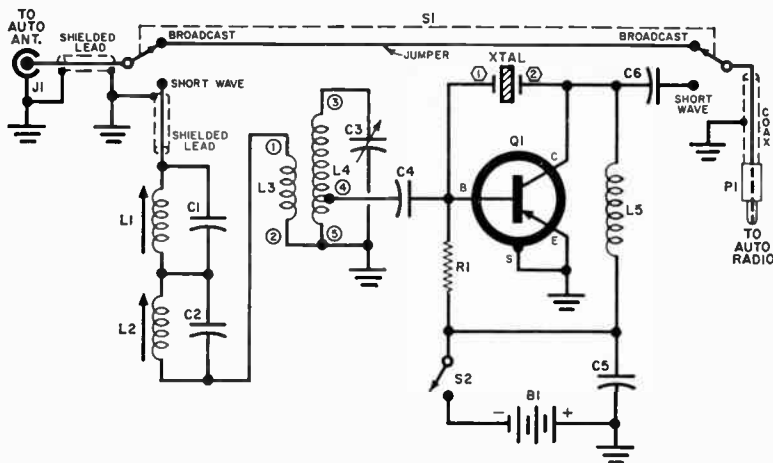 TO
AUTO
ANT.
J1
SHIELDED
LEAD
BROADCAST
S1
JUMPER
BROADCAST
SHORT WAVE
SHIELDED
LEAD
L1
C1
L2
C2
1
2
L3
3
4
5
L4
C3
C4
XTAL
1
2
Q1
B
C
E
S
R1
L5
C6
SHORT
WAVE
COAX
P1
TO
AUTO
RADIO
S2
- B1 +
C5